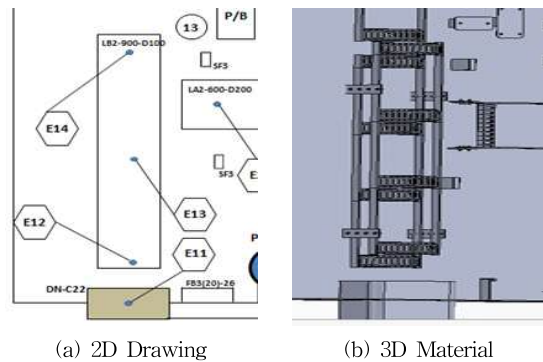 P/B
13
LB2-900-D100
SF3
LA2-600-D200
E14
SF3
E12
E13
E11
DN-C22
FB3(20)-26
(a) 2D Drawing
(b) 3D Material